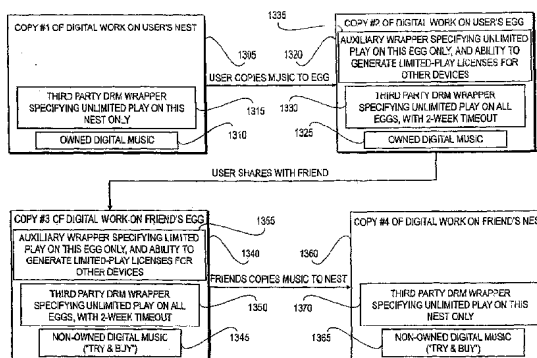 1335
COPY #1 OF DIGITAL WORK ON USER'S NEST
COPY #2 OF DIGITAL WORK ON USER'S EGG
1305
1320
AUXILIARY WRAPPER SPECIFYING UNLIMITED
PLAY ON THIS EGG ONLY, AND ABILITY TO
GENERATE LIMITED-PLAY LICENSES FOR
OTHER DEVICES
USER COPIES MUSIC TO EGG
THIRD PARTY DRM WRAPPER
SPECIFYING UNLIMITED PLAY ON THIS
NEST ONLY
1315
1330
THIRD PARTY DRM WRAPPER
SPECIFYING UNLIMITED PLAY ON ALL
EGGS, WITH 2-WEEK TIMEOUT
OWNED DIGITAL MUSIC
1310
1325
OWNED DIGITAL MUSIC
USER SHARES WITH FRIEND
COPY #3 OF DIGITAL WORK ON FRIEND'S EGG
1355
COPY #4 OF DIGITAL WORK ON FRIEND'S NES
AUXILIARY WRAPPER SPECIFYING LIMITED
PLAY ON THIS EGG ONLY, AND ABILITY TO
GENERATE LIMITED-PLAY LICENSES FOR
OTHER DEVICES
1340
1360
FRIENDS COPIES MUSIC TO NEST
THIRD PARTY DRM WRAPPER
SPECIFYING UNLIMITED PLAY ON ALL
EGGS, WITH 2-WEEK TIMEOUT
1350
1370
THIRD PARTY DRM WRAPPER
SPECIFYING UNLIMITED PLAY ON THIS
NEST ONLY
NON-OWNED DIGITAL MUSIC
("TRY & BUY")
1345
1365
NON-OWNED DIGITAL MUSIC
("TRY & BUY")